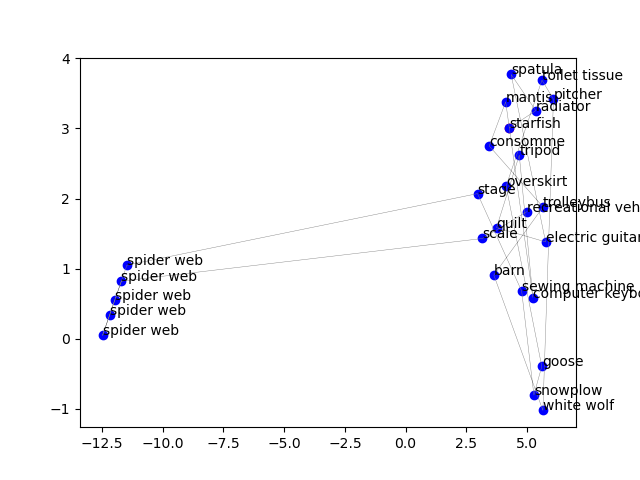 4
spatula
toilet tissue
pitcher
mantis
radiator
3
starfish
consomme
tripod
overskirt
2
stage
trolleybus
recreational veh
quilt
scale
electric guitar
spider web
1
barn
spider web
sewing machine
computer keybo
spider web
spider web
0
spider web
goose
snowplow
white wolf
−1
−12.5 −10.0 −7.5 −5.0 −2.5 0.0 2.5 5.0